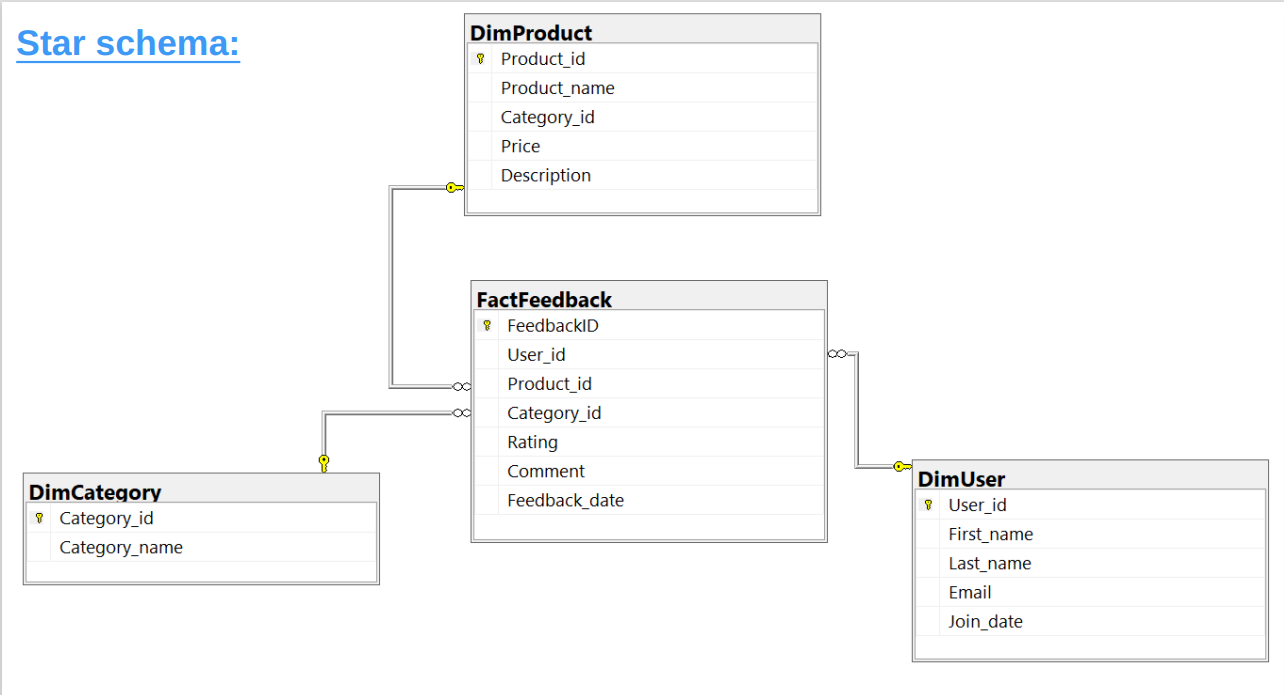 Star schema:
DimProduct
Product_id
Product_name
Category_id
Price
Description
FactFeedback
FeedbackID
User_id
Product_id
Category_id
Rating
Comment
Feedback_date
DimCategory
Category_id
Category_name
DimUser
User_id
First_name
Last_name
Email
Join_date